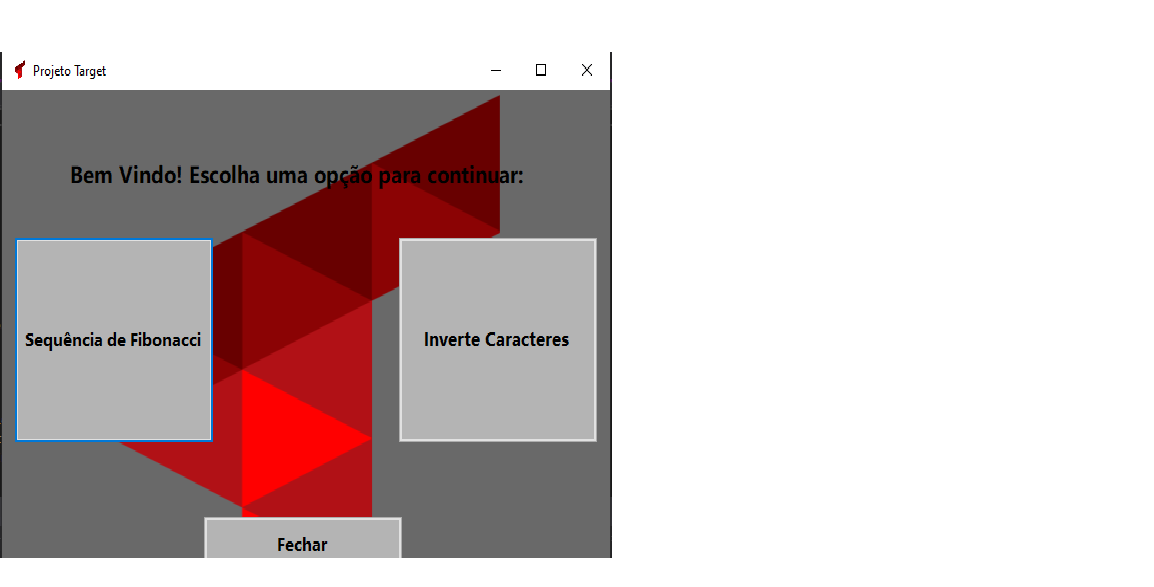 Projeto Target
Bem Vindo! Escolha uma opção para continuar:
Sequência de Fibonacci
Inverte Caracteres
Fechar